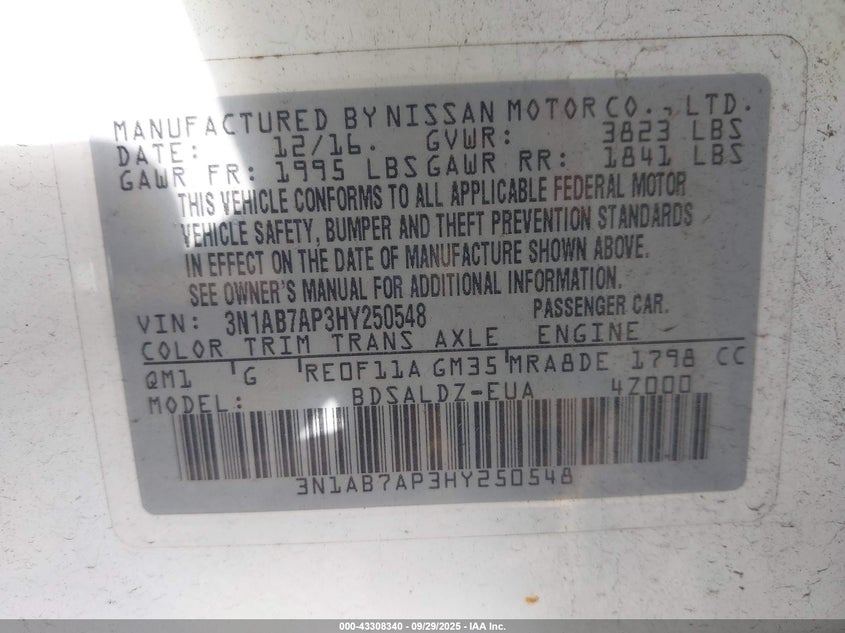 MANUFACTURED BY NISSAN MOTOR CO., LTD.
DATE: 12/16. GVWR: 3823 LBS
GAWR FR: 1995 LBS GAWR RR: 1841 LBS
THIS VEHICLE CONFORMS TO ALL APPLICABLE FEDERAL MOTOR
VEHICLE SAFETY, BUMPER AND THEFT PREVENTION STANDARDS
IN EFFECT ON THE DATE OF MANUFACTURE SHOWN ABOVE.
SEE OWNER'S MANUAL FOR ADDITIONAL INFORMATION.
VIN: 3N1AB7AP3HY250548 PASSENGER CAR.
COLOR TRIM TRANS AXLE ENGINE
QM1 'G 'RE0F11A GM35'MRA8DE 1798 CC
MODEL: BDSALDZ-EUA 4Z000
3N1AB7AP3HY250548
000-43308340 - 09/29/2025 - IAA Inc.